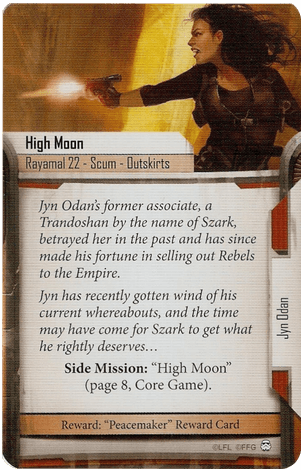 High Moon
Rayamal 22 - Scum - Outskirts
Jyn Odan's former associate, a
Trandoshan by the name of Szark,
betrayed her in the past and has since
made his fortune in selling out Rebels
to the Empire.
Jyn has recently gotten wind of his
current whereabouts, and the time
may have come for Szark to get what
he rightly deserves…
Side Mission: “High Moon”
(page 8, Core Game).
Jyn Odan
Reward: “Peacemaker” Reward Card
©LFL ©FFG